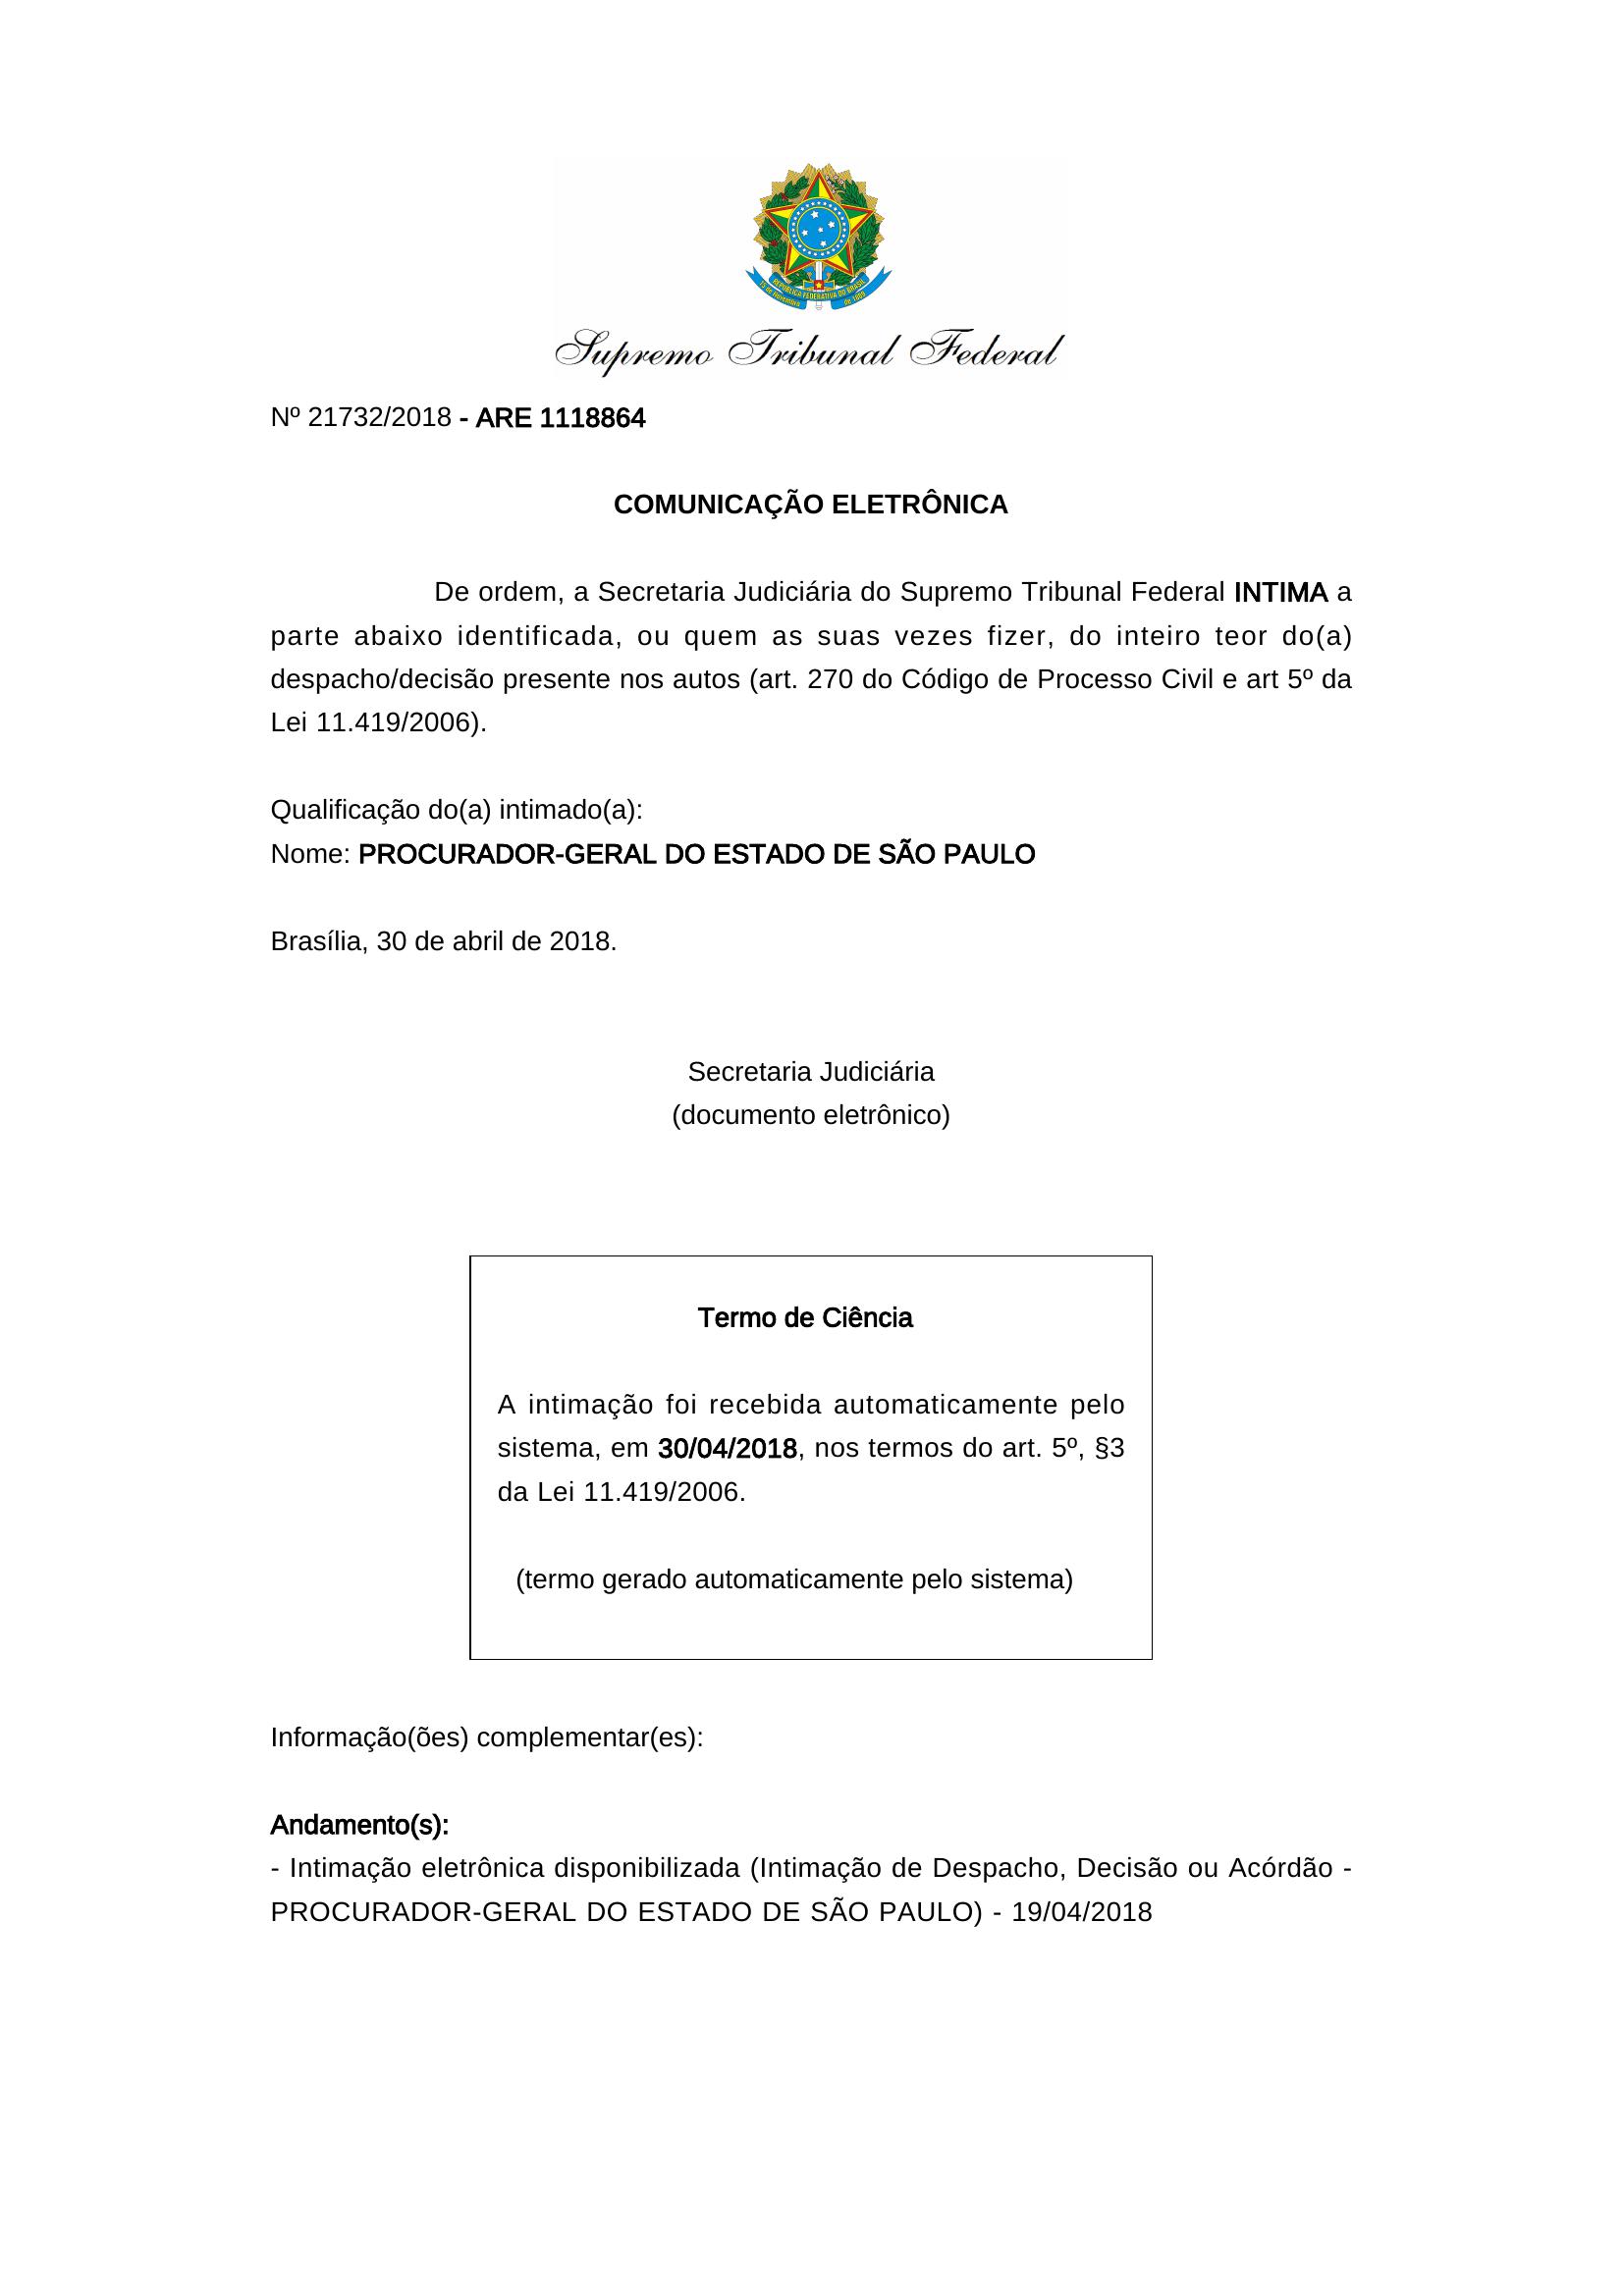 15 de Novembro
REPÚBLICA FEDERATIVA DO BRASIL
de 1889
Supremo Tribunal Federal
Nº 21732/2018 - ARE 1118864
COMUNICAÇÃO ELETRÔNICA
De ordem, a Secretaria Judiciária do Supremo Tribunal Federal INTIMA a
parte abaixo identificada, ou quem as suas vezes fizer, do inteiro teor do(a)
despacho/decisão presente nos autos (art. 270 do Código de Processo Civil e art 5º da
Lei 11.419/2006).
Qualificação do(a) intimado(a):
Nome: PROCURADOR-GERAL DO ESTADO DE SÃO PAULO
Brasília, 30 de abril de 2018.
Secretaria Judiciária
(documento eletrônico)
Termo de Ciência
A intimação foi recebida automaticamente pelo
sistema, em 30/04/2018, nos termos do art. 5º, §3
da Lei 11.419/2006.
(termo gerado automaticamente pelo sistema)
Informação(ões) complementar(es):
Andamento(s):
- Intimação eletrônica disponibilizada (Intimação de Despacho, Decisão ou Acórdão -
PROCURADOR-GERAL DO ESTADO DE SÃO PAULO) - 19/04/2018